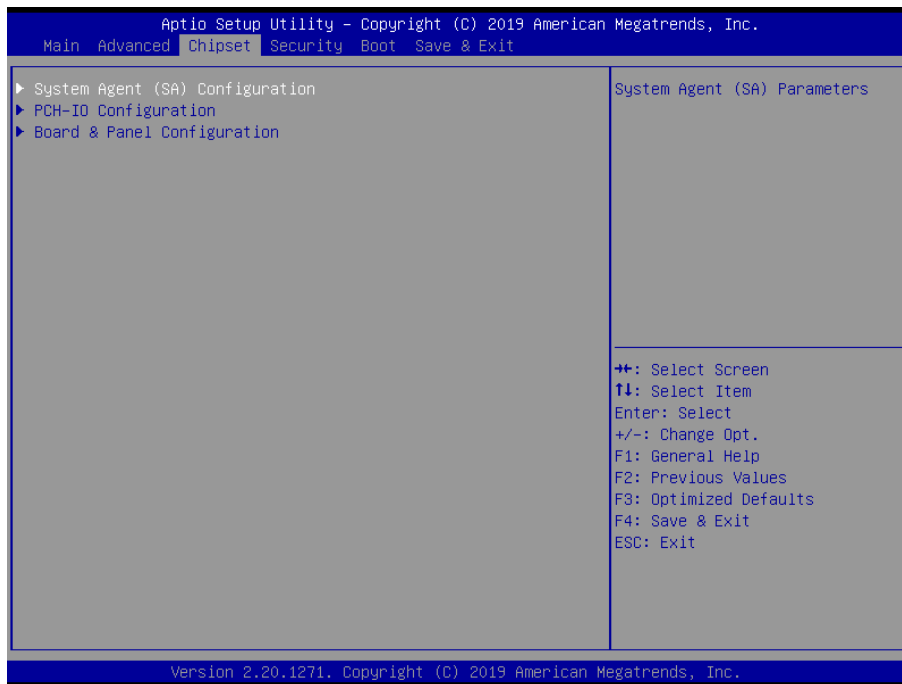 Aptio Setup Utility – Copyright (C) 2019 American Megatrends, Inc.
Main Advanced Chipset Security Boot Save & Exit
▶ System Agent (SA) Configuration
▶ PCH-IO Configuration
▶ Board & Panel Configuration
System Agent (SA) Parameters
→←: Select Screen
↑↓: Select Item
Enter: Select
+/-: Change Opt.
F1: General Help
F2: Previous Values
F3: Optimized Defaults
F4: Save & Exit
ESC: Exit
Version 2.20.1271. Copyright (C) 2019 American Megatrends, Inc.